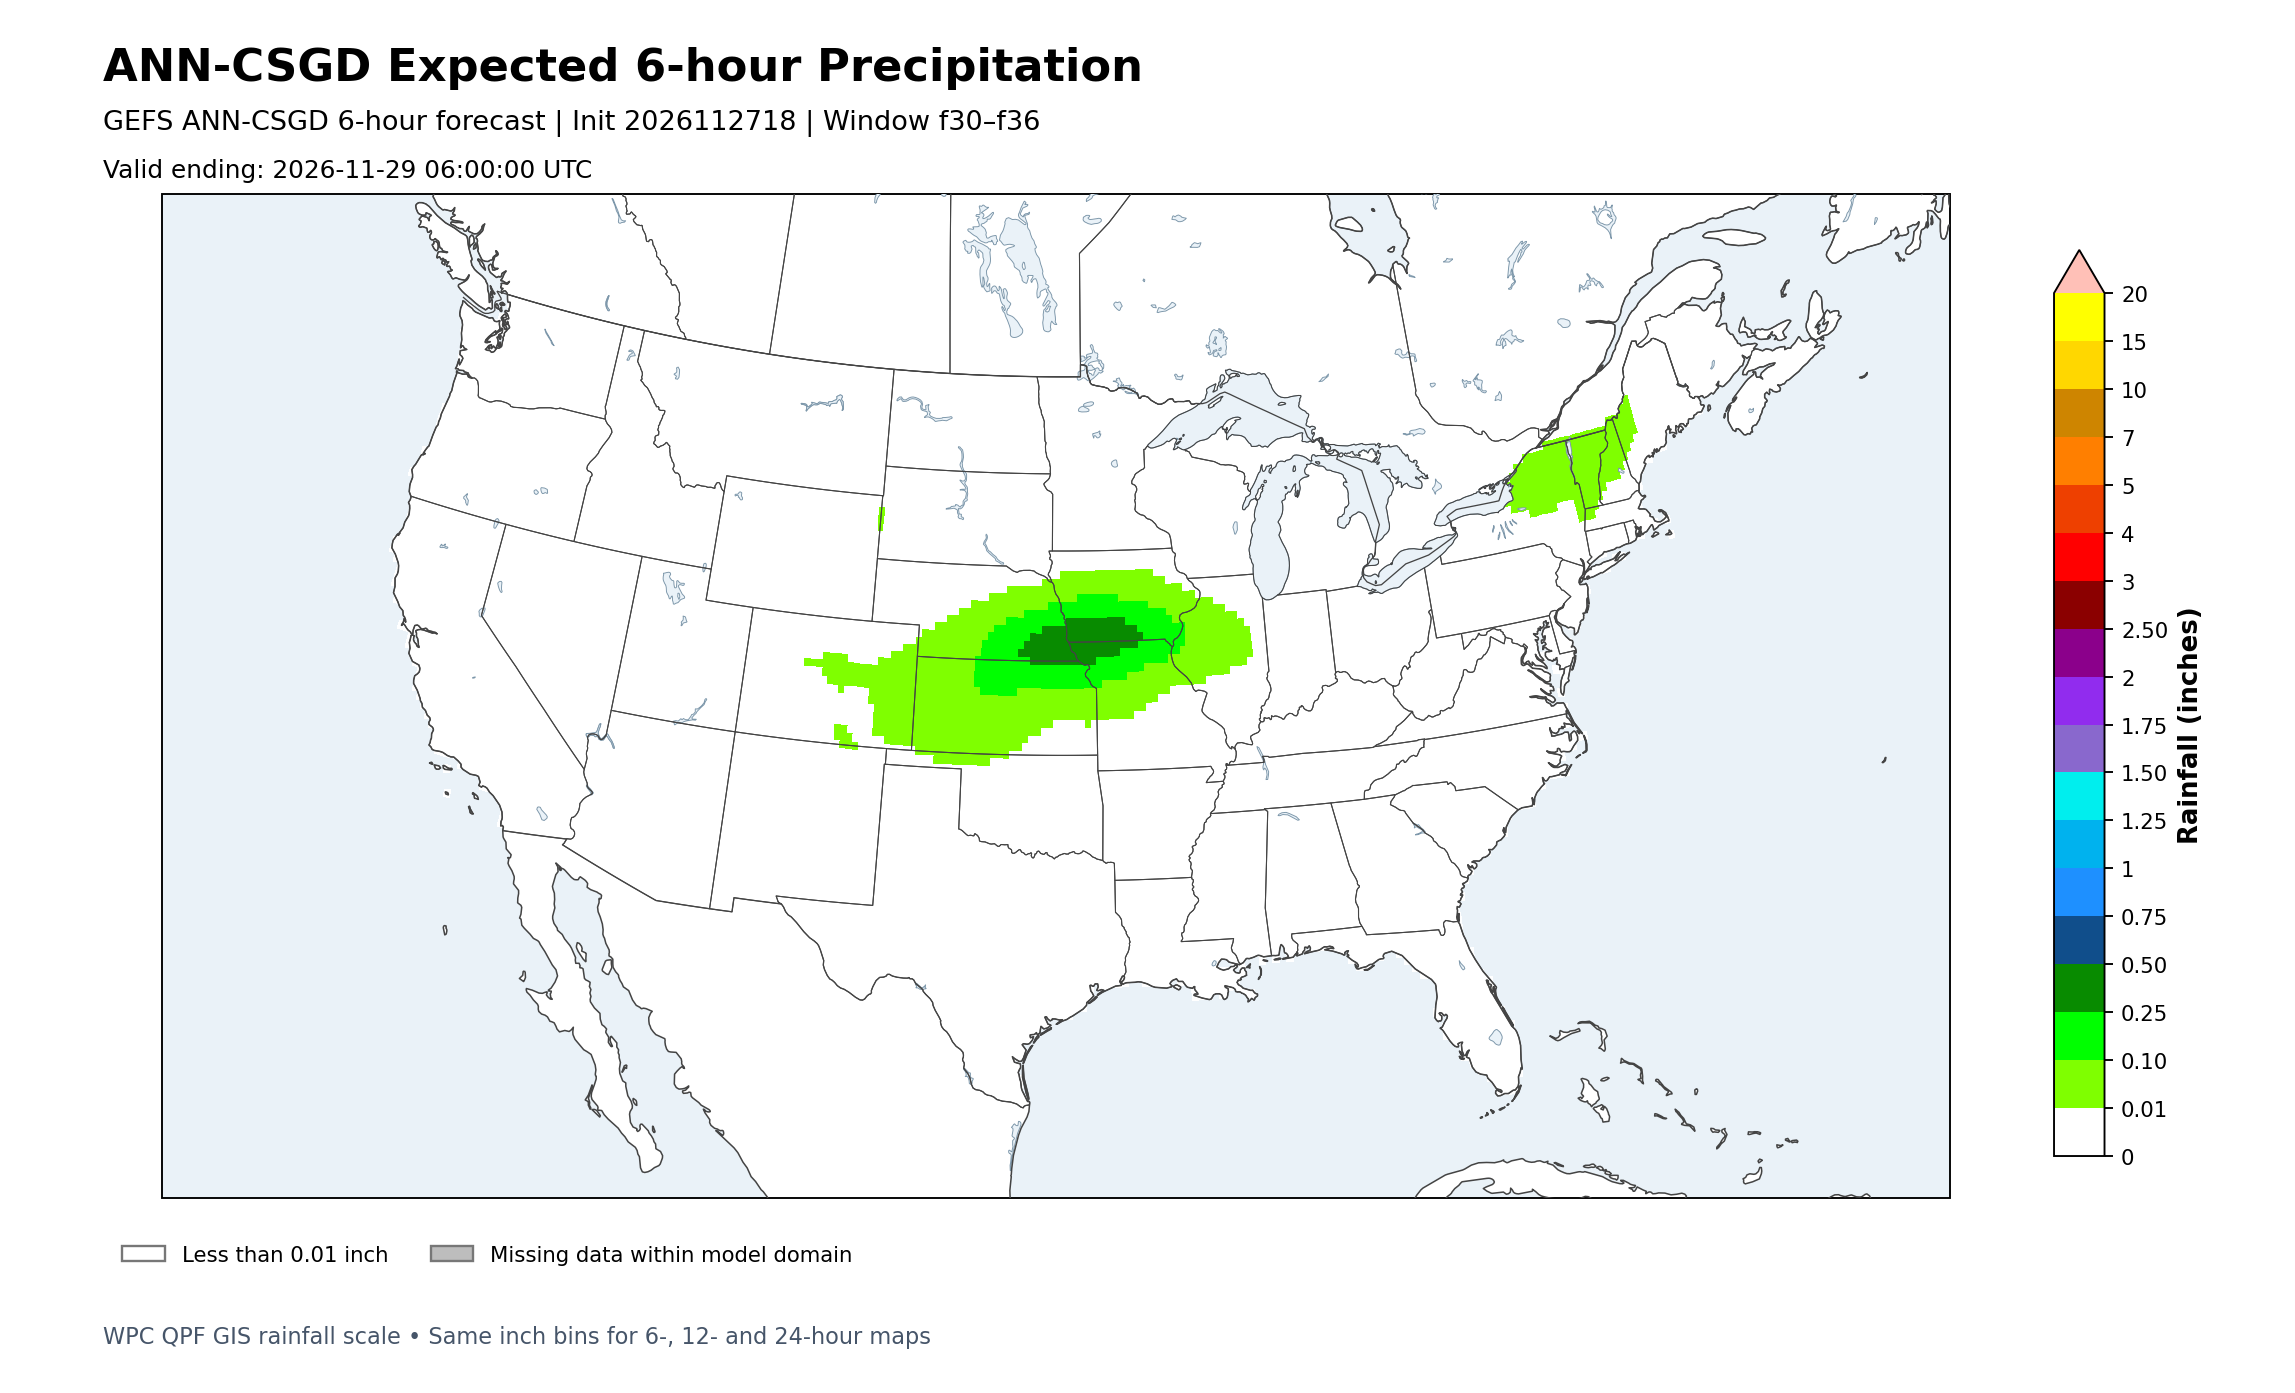 ANN-CSGD Expected 6-hour Precipitation
GEFS ANN-CSGD 6-hour forecast | Init 2026112718 | Window f30–f36
Valid ending: 2026-11-29 06:00:00 UTC
20
15
10
7
5
4
3
2.50
2
1.75
1.50
1.25
1
0.75
0.50
0.25
0.10
0.01
0
Rainfall (inches)
Less than 0.01 inch
Missing data within model domain
WPC QPF GIS rainfall scale • Same inch bins for 6-, 12- and 24-hour maps